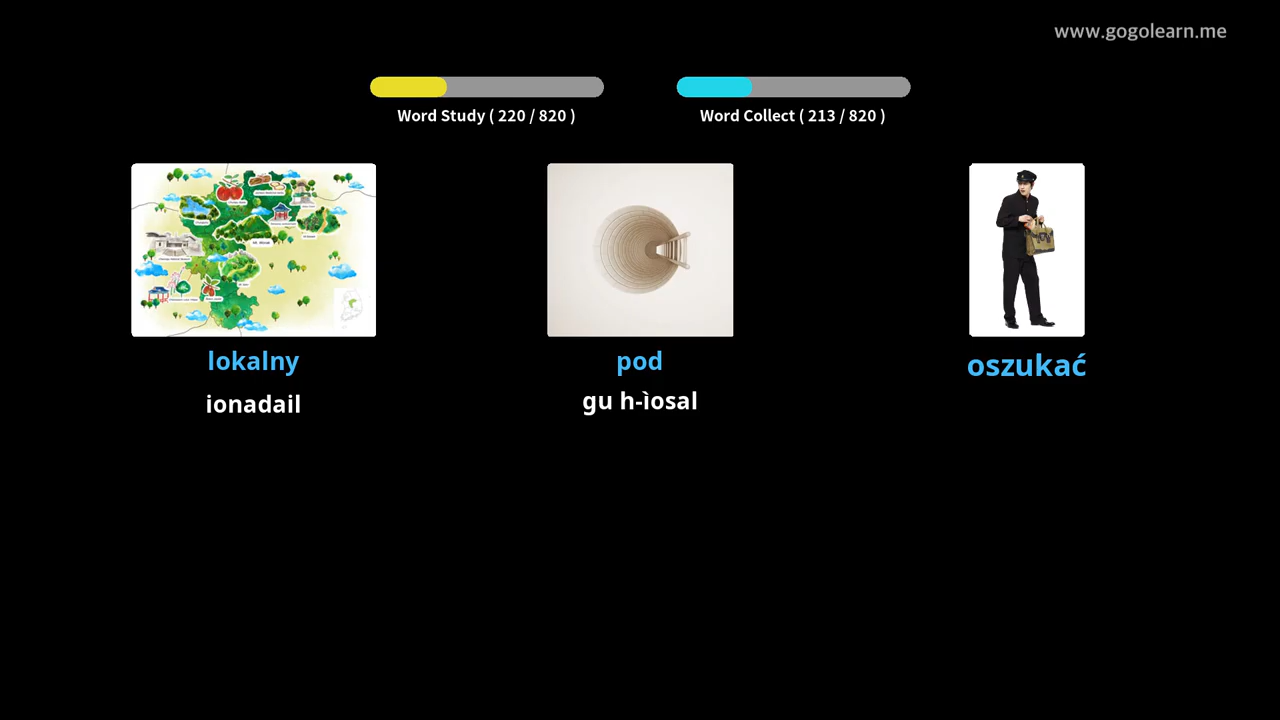 www.gogolearn.me
Word Study ( 220 / 820 )
Word Collect ( 213 / 820 )
lokalny
pod
oszukać
ionadail
gu h-ìosal